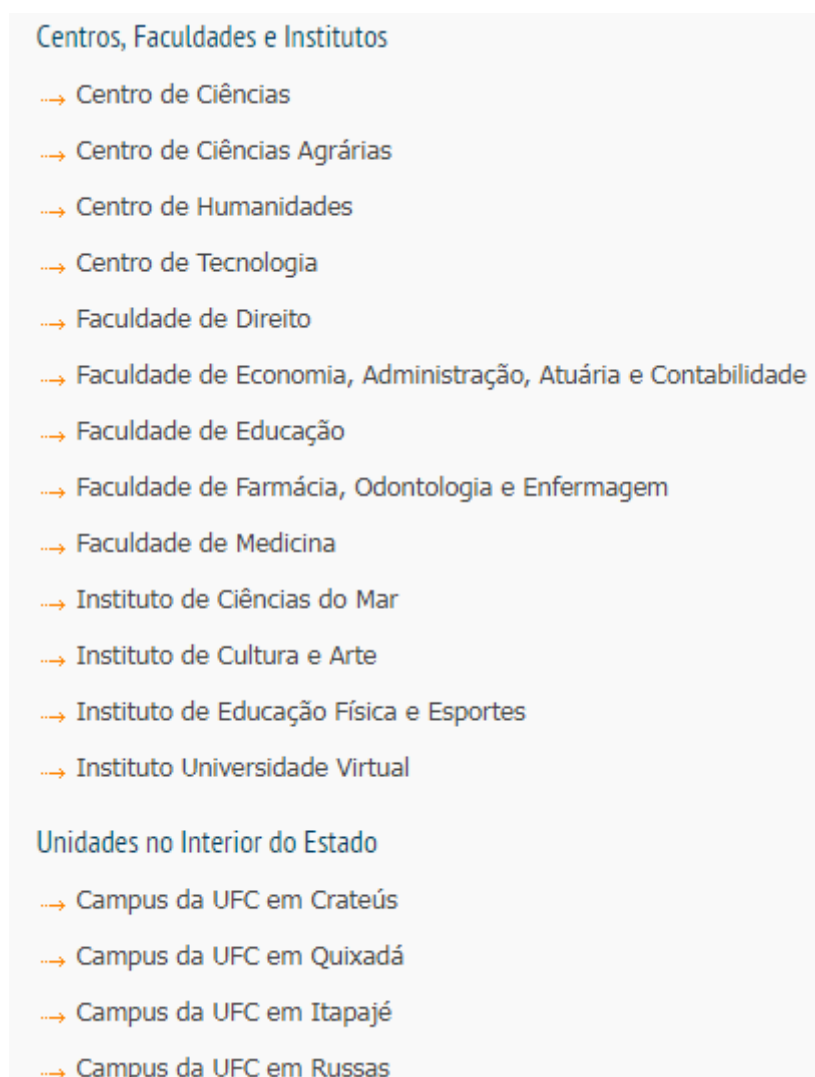 Centros, Faculdades e Institutos
Centro de Ciências
Centro de Ciências Agrárias
Centro de Humanidades
Centro de Tecnologia
Faculdade de Direito
Faculdade de Economia, Administração, Atuária e Contabilidade
Faculdade de Educação
Faculdade de Farmácia, Odontologia e Enfermagem
Faculdade de Medicina
Instituto de Ciências do Mar
Instituto de Cultura e Arte
Instituto de Educação Física e Esportes
Instituto Universidade Virtual
Unidades no Interior do Estado
Campus da UFC em Crateús
Campus da UFC em Quixadá
Campus da UFC em Itapajé
Campus da UFC em Russas